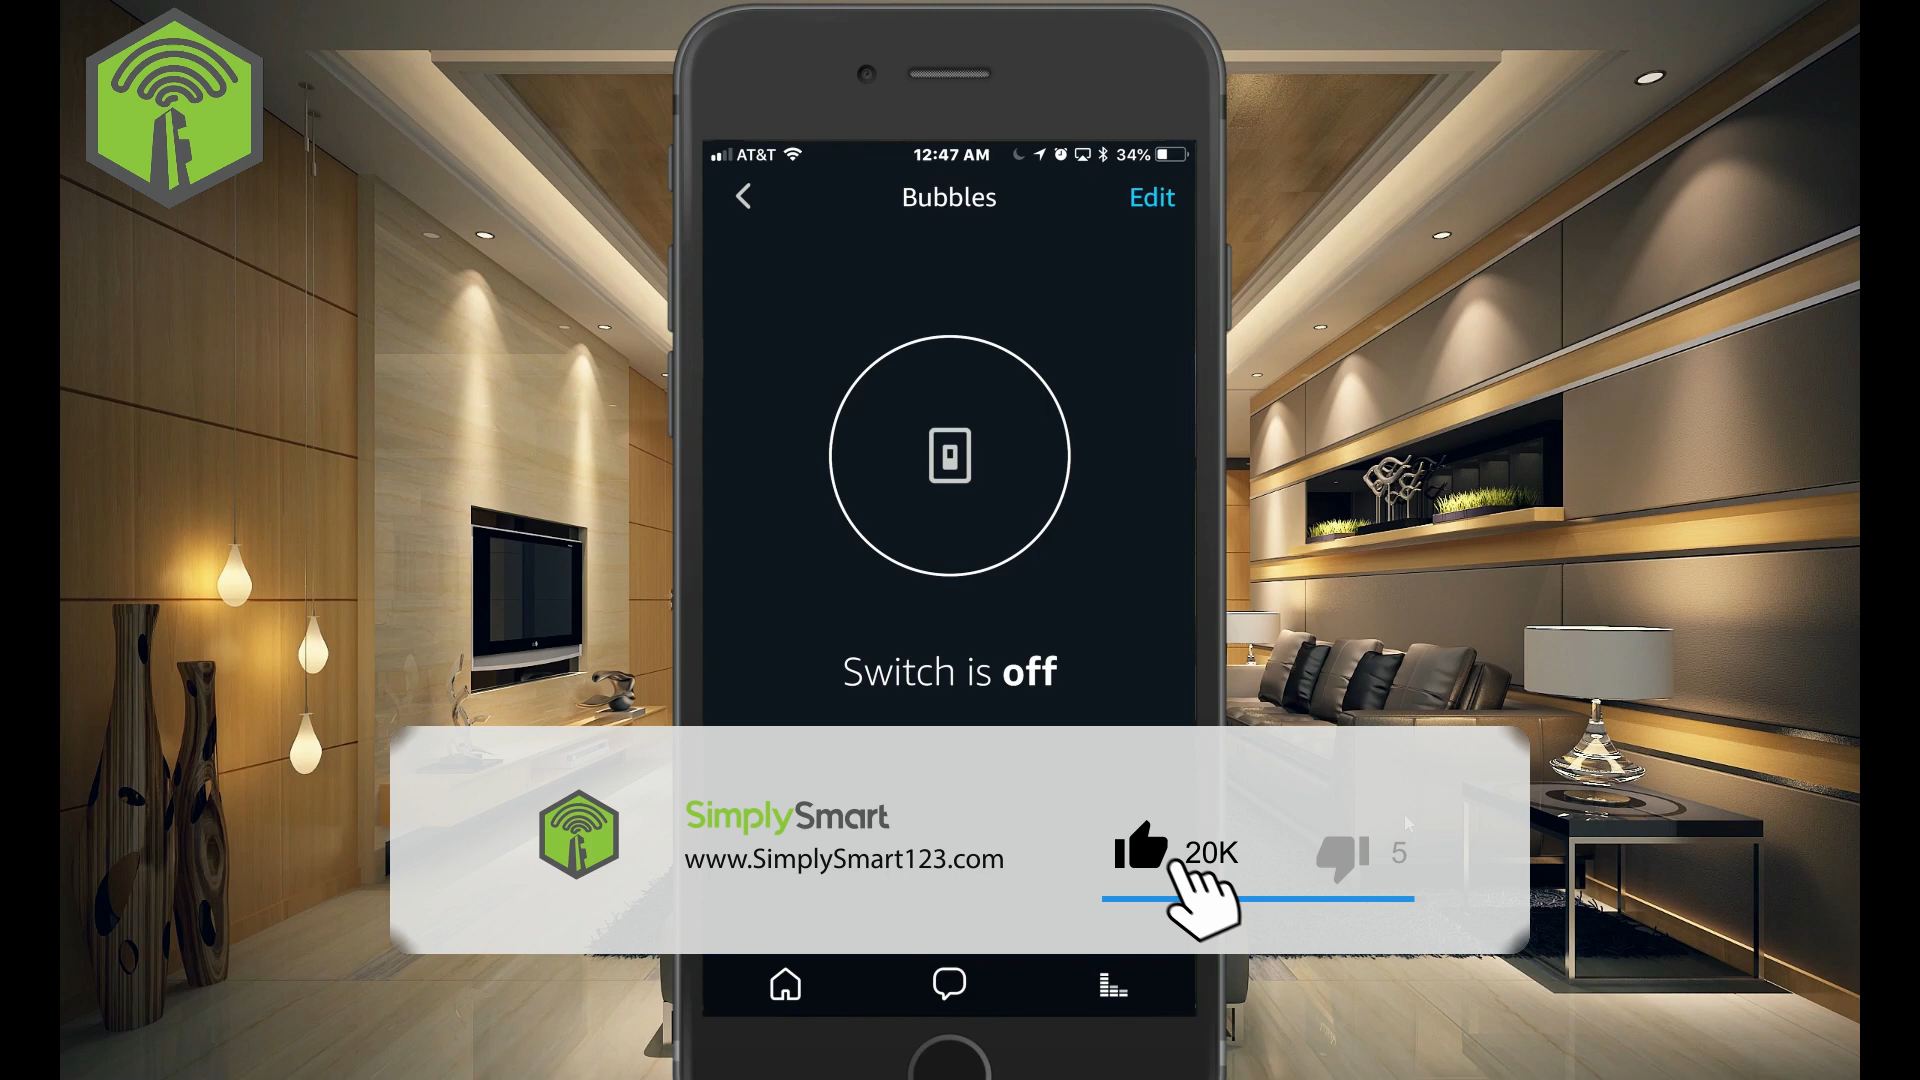 AT&T 12:47 AM 34%
Bubbles Edit
Switch is off
SimplySmart
www.SimplySmart123.com
20K 5